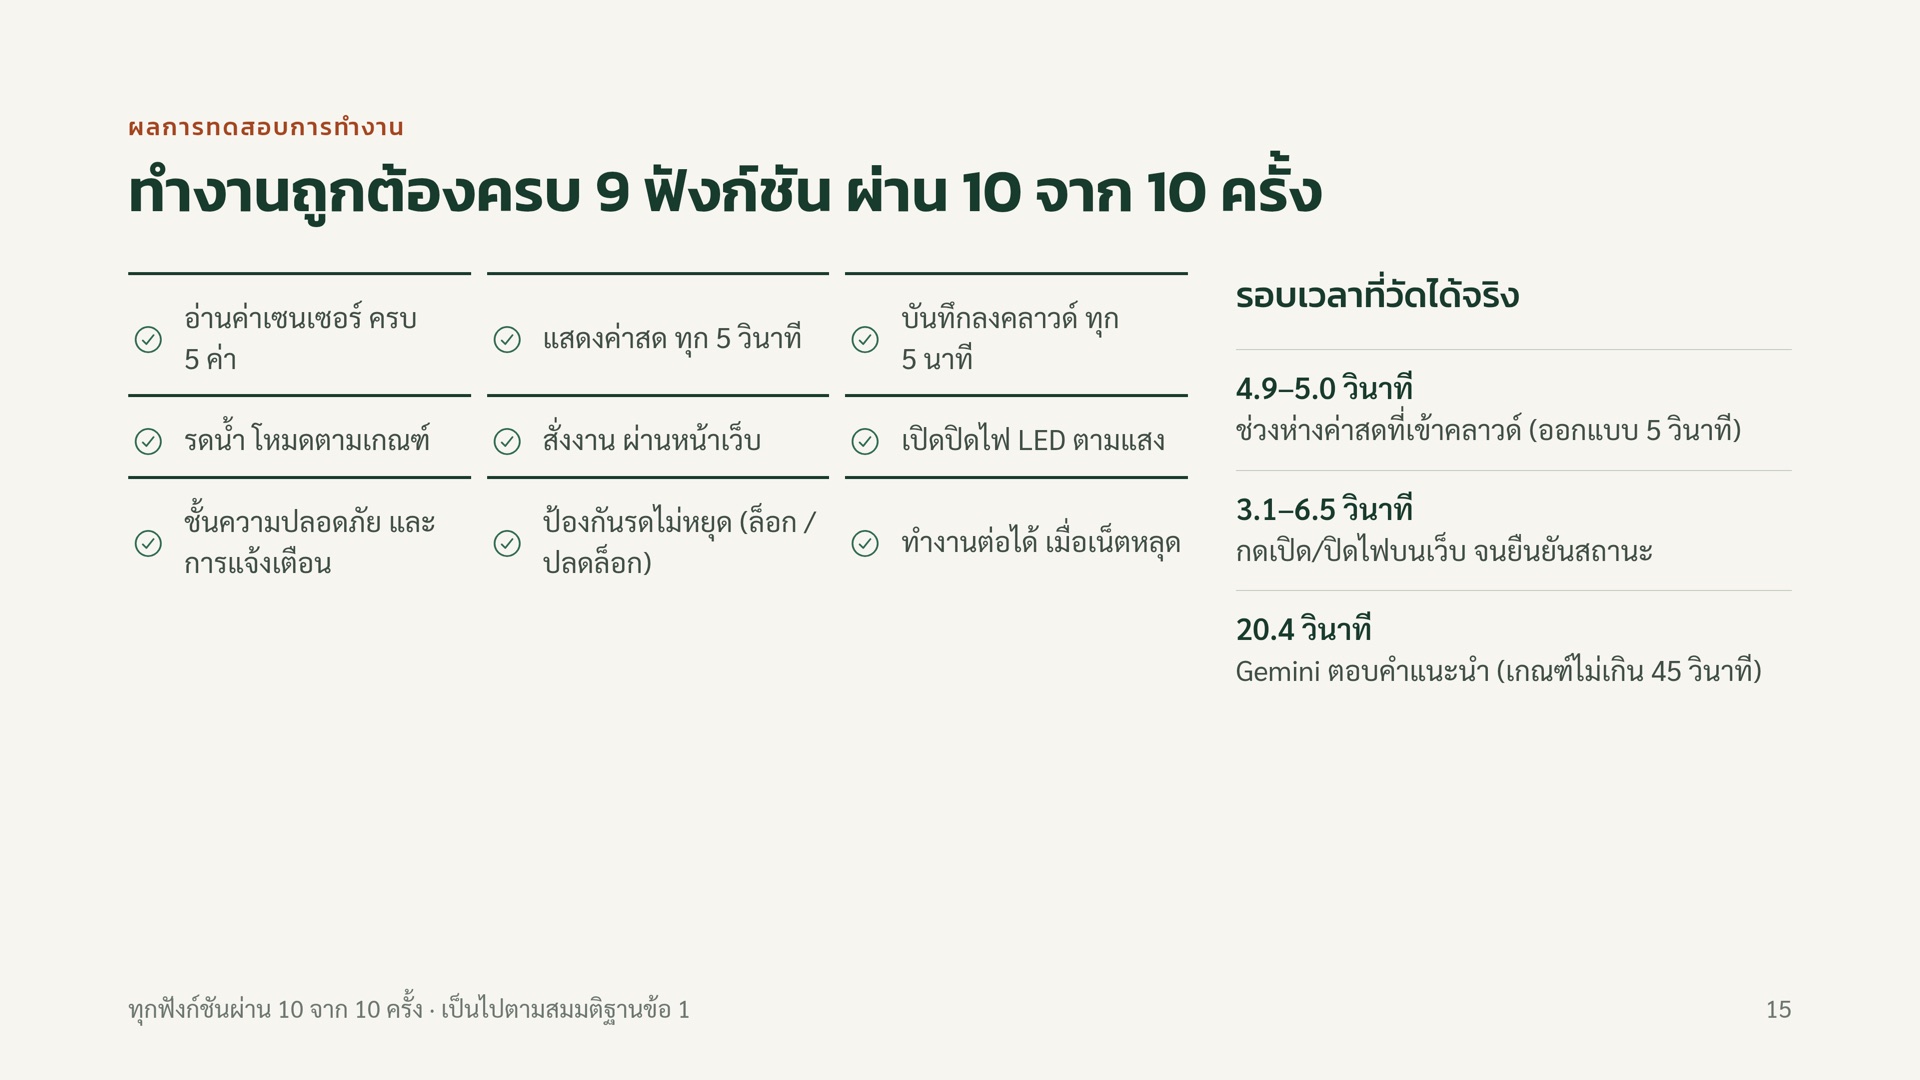 ผลการทดสอบการทำงาน
ทำงานถูกต้องครบ 9 ฟังก์ชัน ผ่าน 10 จาก 10 ครั้ง
อ่านค่าเซนเซอร์ ครบ
5 ค่า
แสดงค่าสด ทุก 5 วินาที
บันทึกลงคลาวด์ ทุก
5 นาที
รดน้ำ โหมดตามเกณฑ์
สั่งงาน ผ่านหน้าเว็บ
เปิดปิดไฟ LED ตามแสง
ชั้นความปลอดภัย และ
การแจ้งเตือน
ป้องกันรดไม่หยุด (ล็อก /
ปลดล็อก)
ทำงานต่อได้ เมื่อเน็ตหลุด
รอบเวลาที่วัดได้จริง
4.9–5.0 วินาที
ช่วงห่างค่าสดที่เข้าคลาวด์ (ออกแบบ 5 วินาที)
3.1–6.5 วินาที
กดเปิด/ปิดไฟบนเว็บ จนยืนยันสถานะ
20.4 วินาที
Gemini ตอบคำแนะนำ (เกณฑ์ไม่เกิน 45 วินาที)
ทุกฟังก์ชันผ่าน 10 จาก 10 ครั้ง · เป็นไปตามสมมติฐานข้อ 1
15